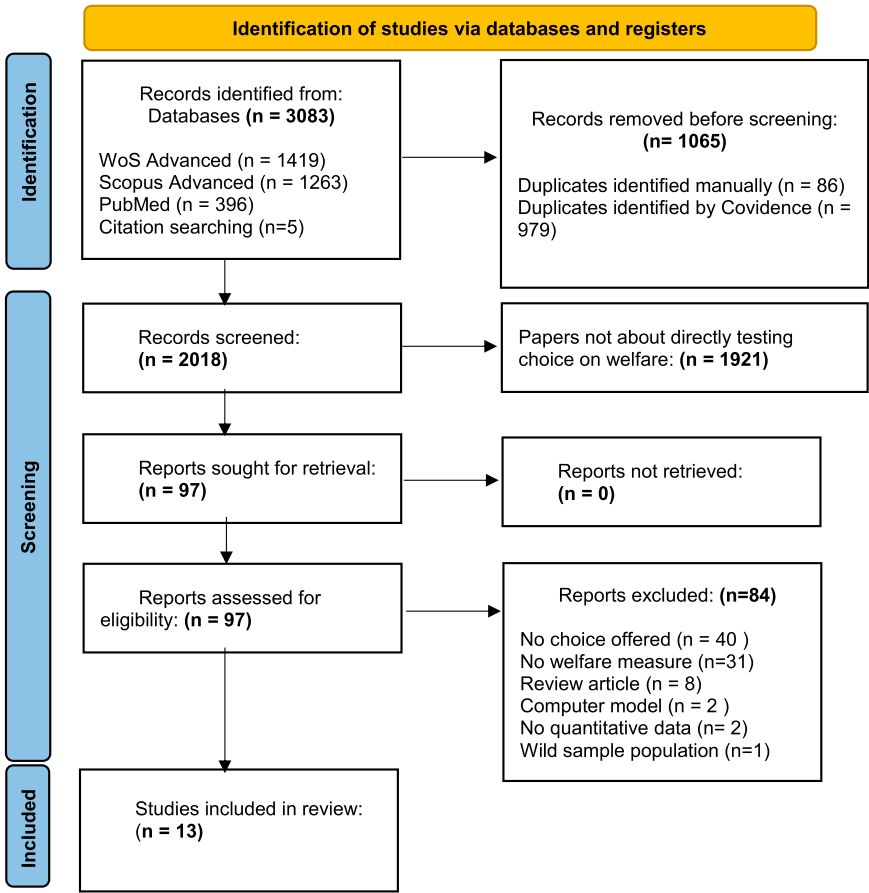 Identification of studies via databases and registers
Identification
Records identified from:
Databases (n = 3083)
WoS Advanced (n = 1419)
Scopus Advanced (n = 1263)
PubMed (n = 396)
Citation searching (n=5)
Records removed before screening:
(n= 1065)
Duplicates identified manually (n = 86)
Duplicates identified by Covidence (n =
979)
Screening
Records screened:
(n = 2018)
Papers not about directly testing
choice on welfare: (n = 1921)
Reports sought for retrieval:
(n = 97)
Reports not retrieved:
(n = 0)
Reports assessed for
eligibility: (n = 97)
Reports excluded: (n=84)
No choice offered (n = 40 )
No welfare measure (n=31)
Review article (n = 8)
Computer model (n = 2 )
No quantitative data (n= 2)
Wild sample population (n=1)
Included
Studies included in review:
(n = 13)